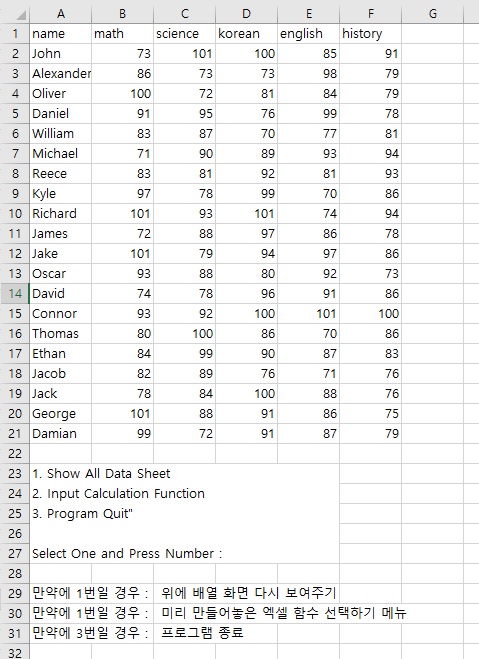 A B C D E F G
1 name math science korean english history
2 John 73 101 100 85 91
3 Alexander 86 73 73 98 79
4 Oliver 100 72 81 84 79
5 Daniel 91 95 76 99 78
6 William 83 87 70 77 81
7 Michael 71 90 89 93 94
8 Reece 83 81 92 81 93
9 Kyle 97 78 99 70 86
10 Richard 101 93 101 74 94
11 James 72 88 97 86 78
12 Jake 101 79 94 97 86
13 Oscar 93 88 80 92 73
14 David 74 78 96 91 86
15 Connor 93 92 100 101 100
16 Thomas 80 100 86 70 86
17 Ethan 84 99 90 87 83
18 Jacob 82 89 76 71 76
19 Jack 78 84 100 88 76
20 George 101 88 91 86 75
21 Damian 99 72 91 87 79
22
23 1. Show All Data Sheet
24 2. Input Calculation Function
25 3. Program Quit"
26
27 Select One and Press Number :
28
29 만약에 1번일 경우 : 위에 배열 화면 다시 보여주기
30 만약에 1번일 경우 : 미리 만들어놓은 엑셀 함수 선택하기 메뉴
31 만약에 3번일 경우 : 프로그램 종료
32